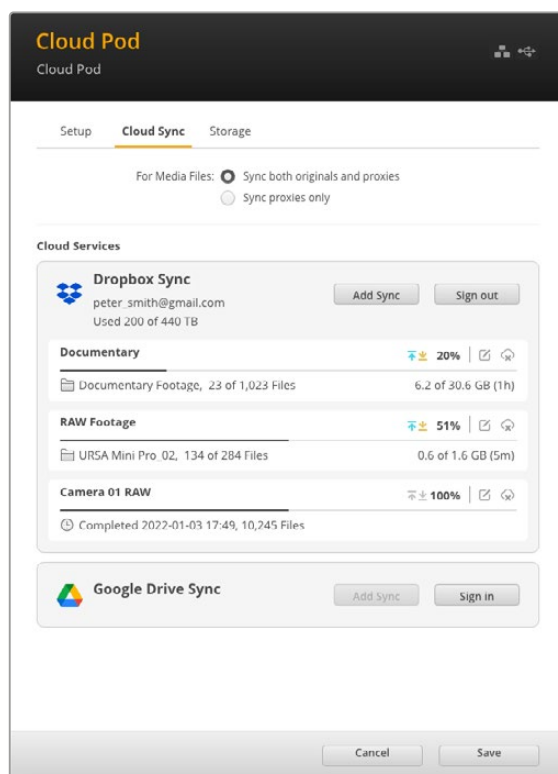 Cloud Pod
Cloud Pod
Setup Cloud Sync Storage
For Media Files: Sync both originals and proxies
Sync proxies only
Cloud Services
Dropbox Sync
peter_smith@gmail.com
Used 200 of 440 TB
Add Sync Sign out
Documentary 20%
Documentary Footage, 23 of 1,023 Files 6.2 of 30.6 GB (1h)
RAW Footage 51%
URSA Mini Pro_02, 134 of 284 Files 0.6 of 1.6 GB (5m)
Camera 01 RAW 100%
Completed 2022-01-03 17:49, 10,245 Files
Google Drive Sync Add Sync Sign in
Cancel Save